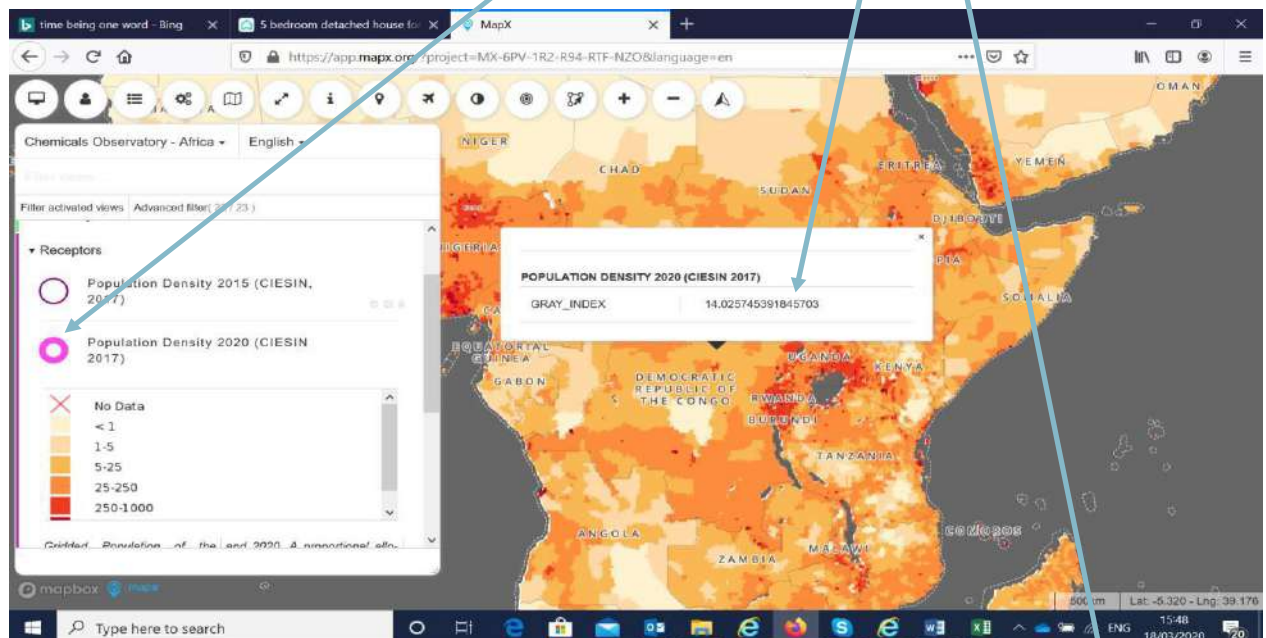 time being one word - Bing
5 bedroom detached house for
MapX
https://app.mapx.org/?project=MX-6PV-1R2-R94-RTF-NZO&language=en
Chemicals Observatory - Africa
English
Filter activated views
Advanced filter( 23 / 23 )
Receptors
Population Density 2015 (CIESIN,
2017)
Population Density 2020 (CIESIN
2017)
No Data
< 1
1-5
5-25
25-250
250-1000
Gridded Population of the
end 2020. A proportional allo-
mapbox
mapx
NIGER
CHAD
SUDAN
ERITREA
YEMEN
OMAN
DJIBOUTI
NIGERIA
POPULATION DENSITY 2020 (CIESIN 2017)
GRAY_INDEX
14.025745391845703
SOMALIA
EQUATORIAL
GUINEA
GABON
DEMOCRATIC
REPUBLIC OF
THE CONGO
UGANDA
KENYA
RWANDA
BURUNDI
TANZANIA
ANGOLA
ZAMBIA
MALAWI
COMOROS
500 km
Lat: -5.320 - Lng: 39.176
Type here to search
ENG
15:48
18/03/2020
20